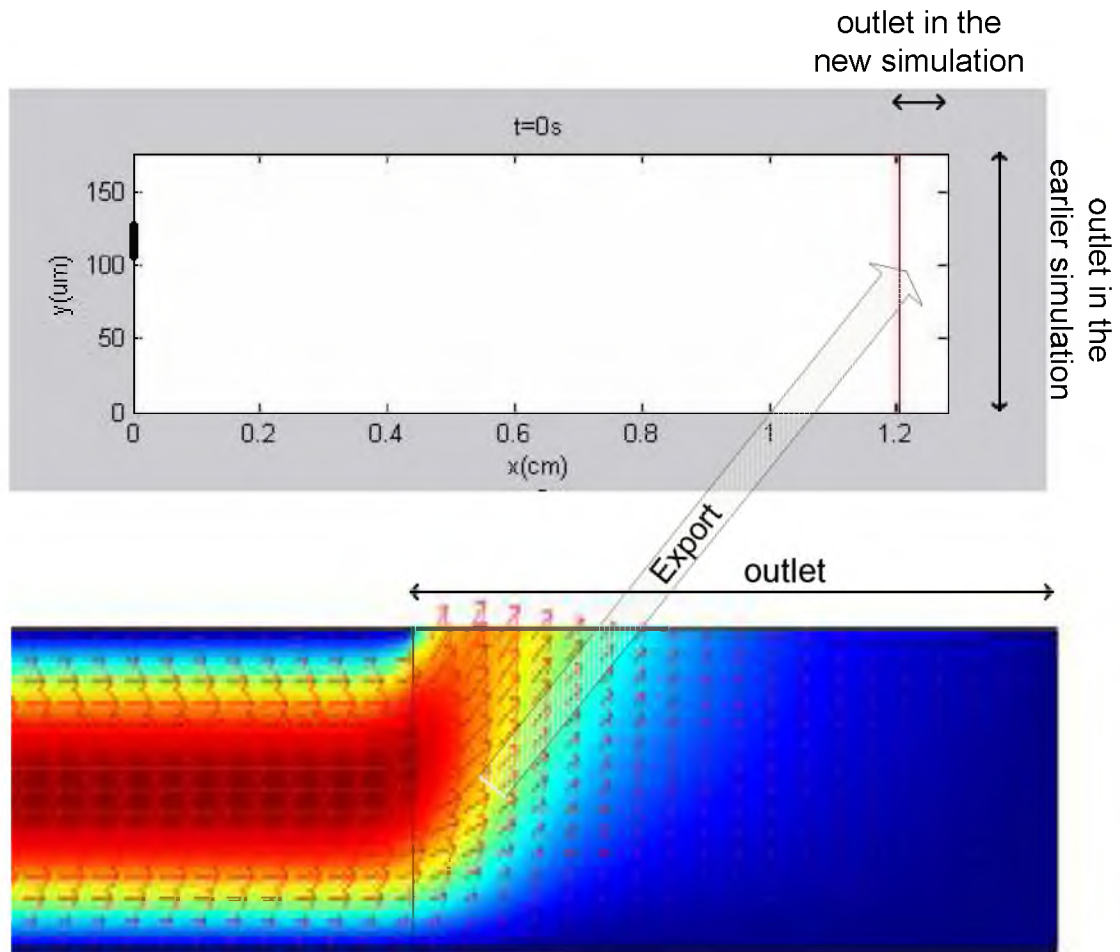 outlet in the
new simulation
t=0s
150
100
50
0
y(um)
0
0.2
0.4
0.6
0.8
1
1.2
x(cm)
outlet in the
earlier simulation
Export
outlet